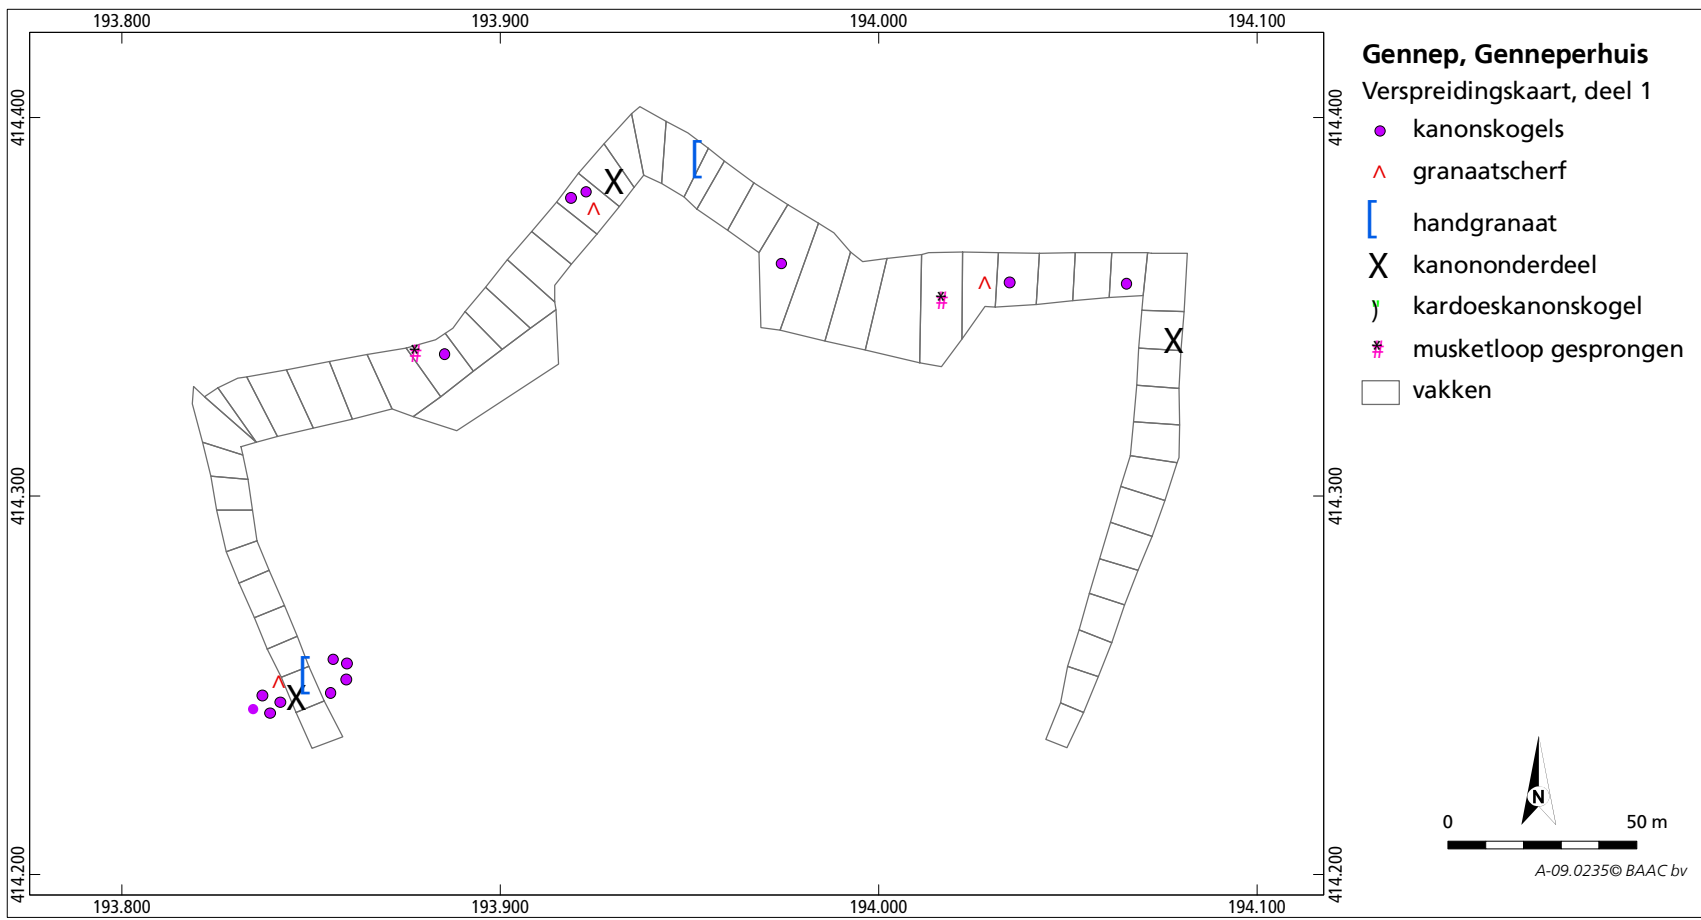 193.800 193.900 194.000 194.100
414.400
414.300
414.200
414.400
414.300
414.200
193.800 193.900 194.000 194.100
Gennep, Genneperhuis
Verspreidingskaart, deel 1
kanonskogels
granaatscherf
handgranaat
kanononderdeel
kardoeskanonskogel
musketloop gesprongen
vakken
N
0 50 m
A-09.0235© BAAC bv